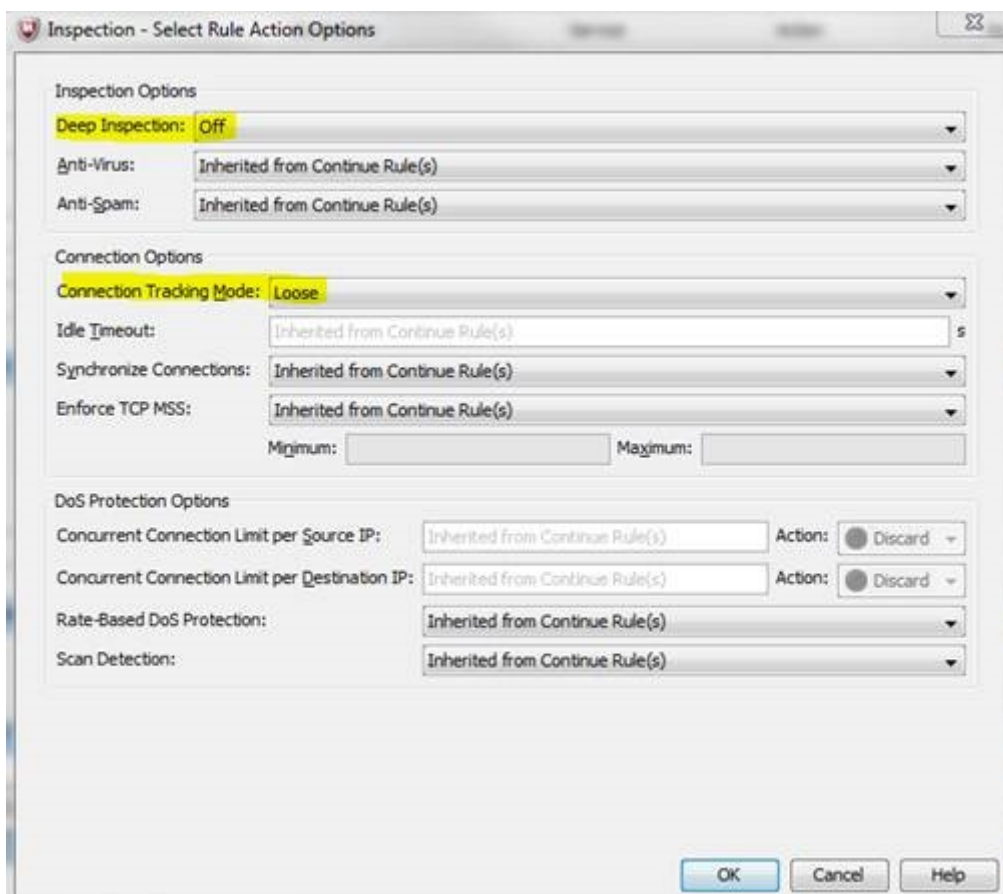 Inspection - Select Rule Action Options
Inspection Options
Deep Inspection: Off
Anti-Virus: Inherited from Continue Rule(s)
Anti-Spam: Inherited from Continue Rule(s)
Connection Options
Connection Tracking Mode: Loose
Idle Timeout: Inherited from Continue Rule(s) s
Synchronize Connections: Inherited from Continue Rule(s)
Enforce TCP MSS: Inherited from Continue Rule(s)
Minimum: Maximum:
DoS Protection Options
Concurrent Connection Limit per Source IP: Inherited from Continue Rule(s) Action: Discard
Concurrent Connection Limit per Destination IP: Inherited from Continue Rule(s) Action: Discard
Rate-Based DoS Protection: Inherited from Continue Rule(s)
Scan Detection: Inherited from Continue Rule(s)
OK Cancel Help